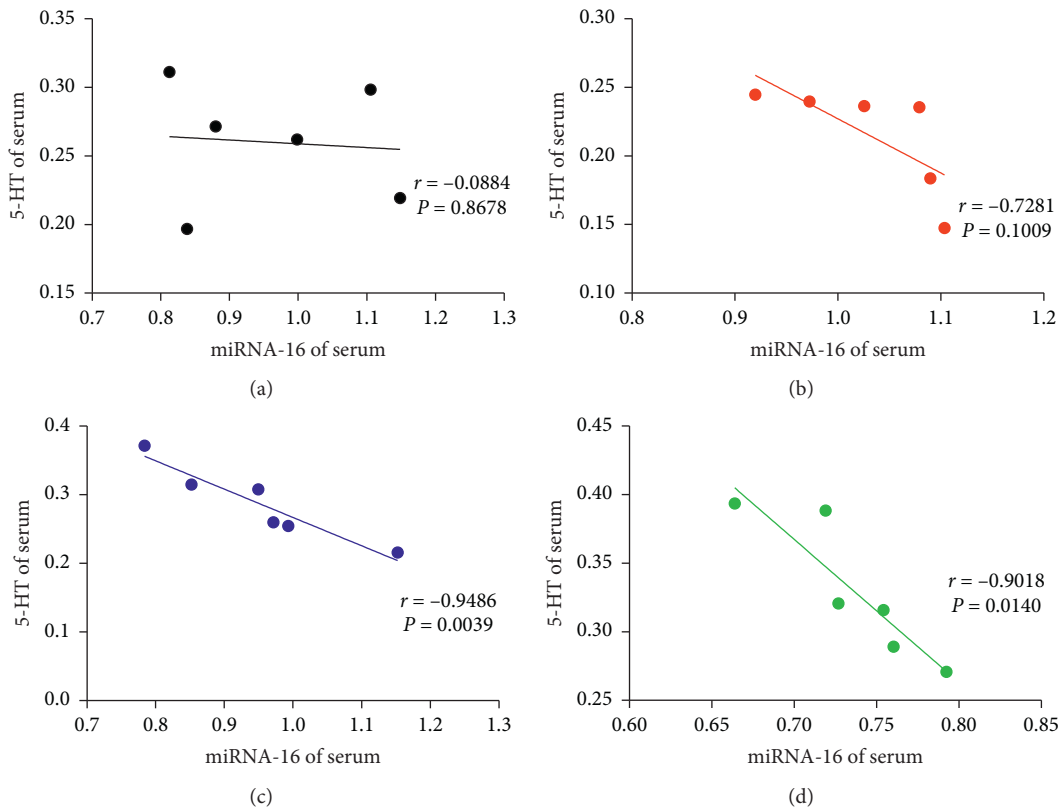 0.35
0.30
0.25
0.20
0.15
5-HT of serum
r = –0.0884
P = 0.8678
0.7 0.8 0.9 1.0 1.1 1.2 1.3
miRNA-16 of serum
(a)
0.30
0.25
0.20
0.15
0.10
5-HT of serum
r = –0.7281
P = 0.1009
0.8 0.9 1.0 1.1 1.2
miRNA-16 of serum
(b)
0.4
0.3
0.2
0.1
0.0
5-HT of serum
r = –0.9486
P = 0.0039
0.7 0.8 0.9 1.0 1.1 1.2 1.3
miRNA-16 of serum
(c)
0.45
0.40
0.35
0.30
0.25
5-HT of serum
r = –0.9018
P = 0.0140
0.60 0.65 0.70 0.75 0.80 0.85
miRNA-16 of serum
(d)